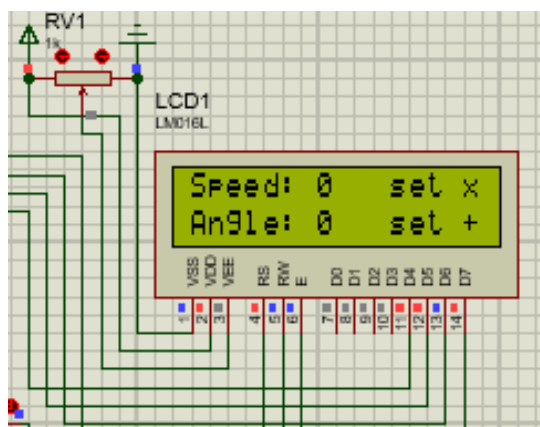 RV1
1k
LCD1
LM016L
Speed: 0 set x
Angle: 0 set +
VSS VDD VEE RS RW E D0 D1 D2 D3 D4 D5 D6 D7
1 2 3 4 5 6 7 8 9 10 11 12 13 14